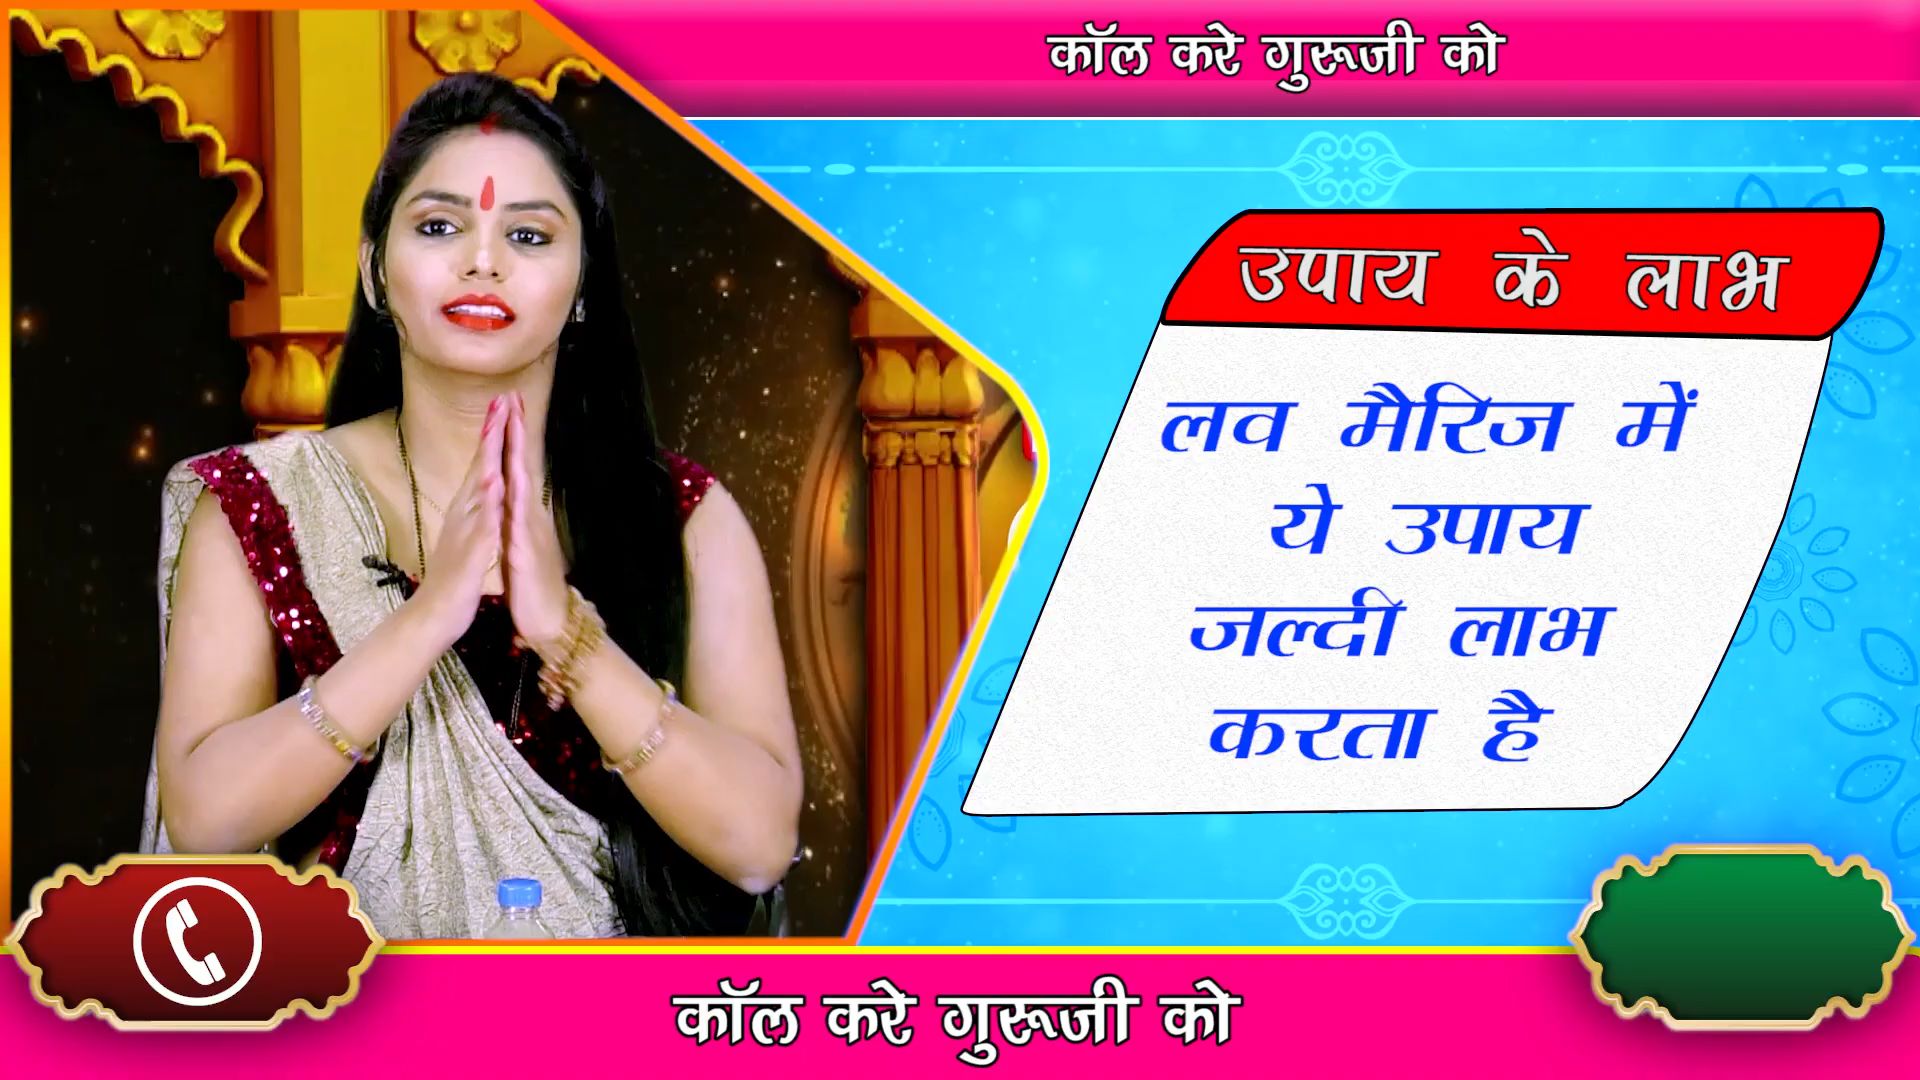 कॉल करे गुरूजी को
उपाय के लाभ
लव मैरिज में
ये उपाय
जल्दी लाभ
करता है
कॉल करे गुरूजी को